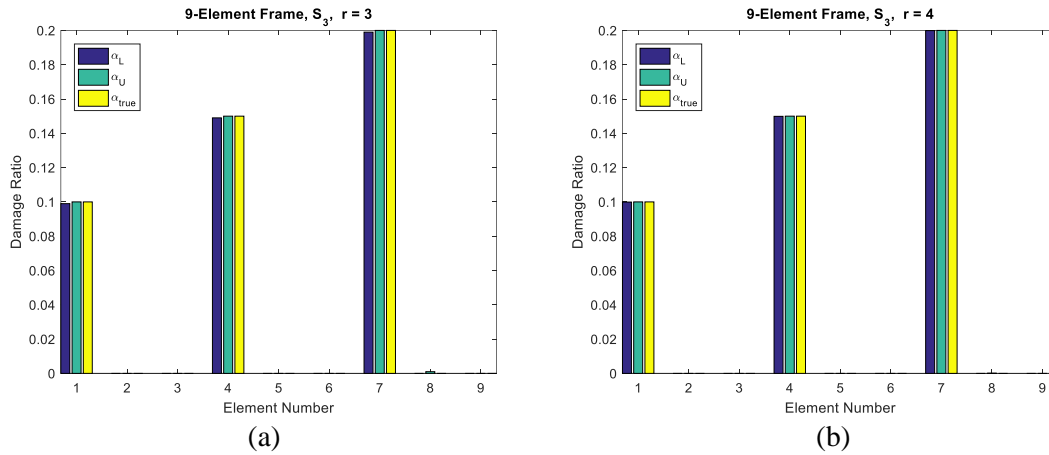 9-Element Frame, S3, r = 3
0.2
0.18
0.16
0.14
0.12
0.1
0.08
0.06
0.04
0.02
0
Damage Ratio
αL
αU
αtrue
1 2 3 4 5 6 7 8 9
Element Number
(a)
9-Element Frame, S3, r = 4
0.2
0.18
0.16
0.14
0.12
0.1
0.08
0.06
0.04
0.02
0
Damage Ratio
αL
αU
αtrue
1 2 3 4 5 6 7 8 9
Element Number
(b)